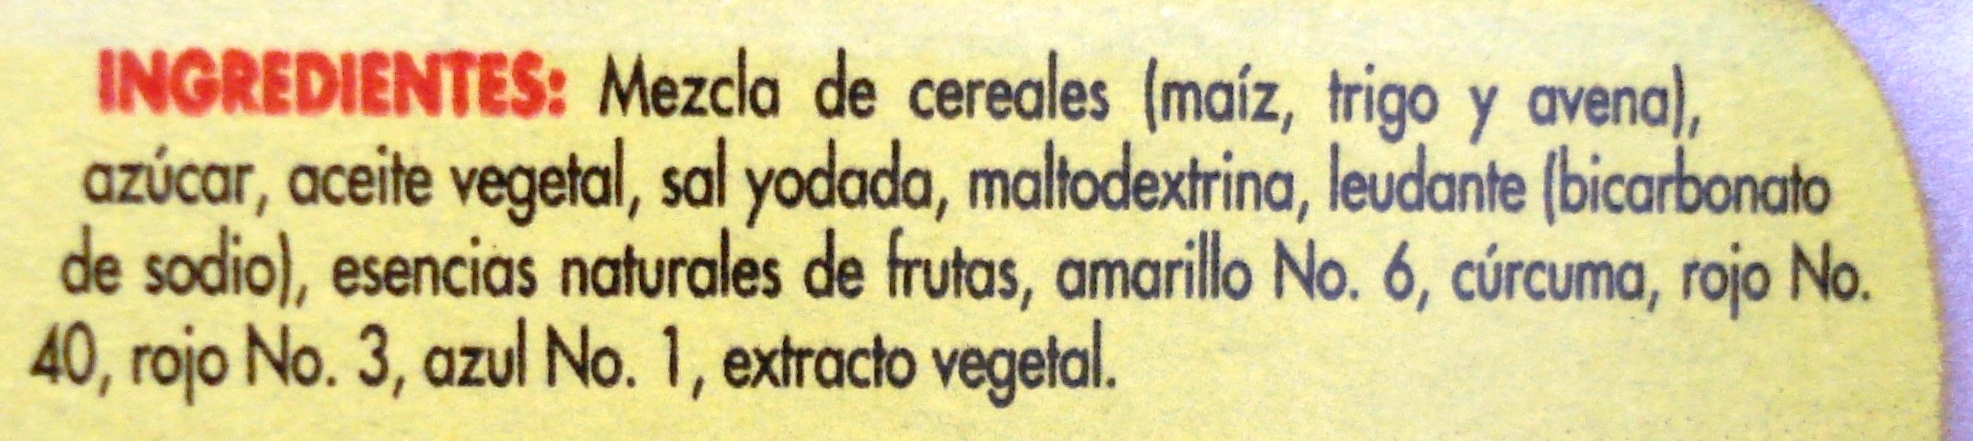 INGREDIENTES: Mezcla de cereales (maíz, trigo y avena),
azúcar, aceite vegetal, sal yodada, maltodextrina, leudante (bicarbonato
de sodio), esencias naturales de frutas, amarillo No. 6, cúrcuma, rojo No.
40, rojo No. 3, azul No. 1, extracto vegetal.